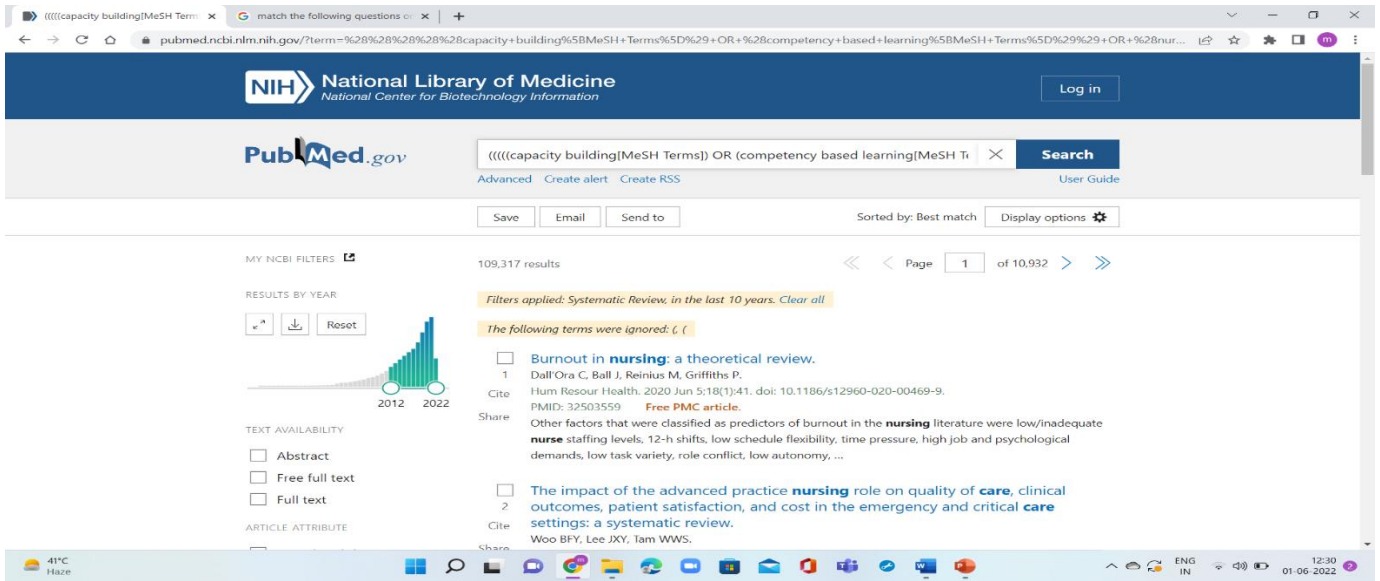 (((((capacity building[MeSH Term
match the following questions or
pubmed.ncbi.nlm.nih.gov/?term=%28%28%28%28%28capacity+building%5BMeSH+Terms%5D%29+OR+%28competency+based+learning%5BMeSH+Terms%5D%29%29+OR+%28nur...
m
NIH National Library of Medicine
National Center for Biotechnology Information
Log in
PubMed.gov
(((((capacity building[MeSH Terms]) OR (competency based learning[MeSH Te
Search
Advanced Create alert Create RSS
User Guide
Save Email Send to
Sorted by: Best match Display options
MY NCBI FILTERS
109,317 results
Page 1 of 10,932
RESULTS BY YEAR
Reset
2012 2022
Filters applied: Systematic Review, in the last 10 years. Clear all
The following terms were ignored: (, (
1
Cite
Share
Burnout in nursing: a theoretical review.
Dall'Ora C, Ball J, Reinius M, Griffiths P.
Hum Resour Health. 2020 Jun 5;18(1):41. doi: 10.1186/s12960-020-00469-9.
PMID: 32503559 Free PMC article.
Other factors that were classified as predictors of burnout in the nursing literature were low/inadequate
nurse staffing levels, 12-h shifts, low schedule flexibility, time pressure, high job and psychological
demands, low task variety, role conflict, low autonomy, ...
TEXT AVAILABILITY
Abstract
Free full text
Full text
ARTICLE ATTRIBUTE
2
Cite
Share
The impact of the advanced practice nursing role on quality of care, clinical
outcomes, patient satisfaction, and cost in the emergency and critical care
settings: a systematic review.
Woo BFY, Lee JXY, Tam WWS.
41°C
Haze
ENG
IN
12:30
01-06-2022
2